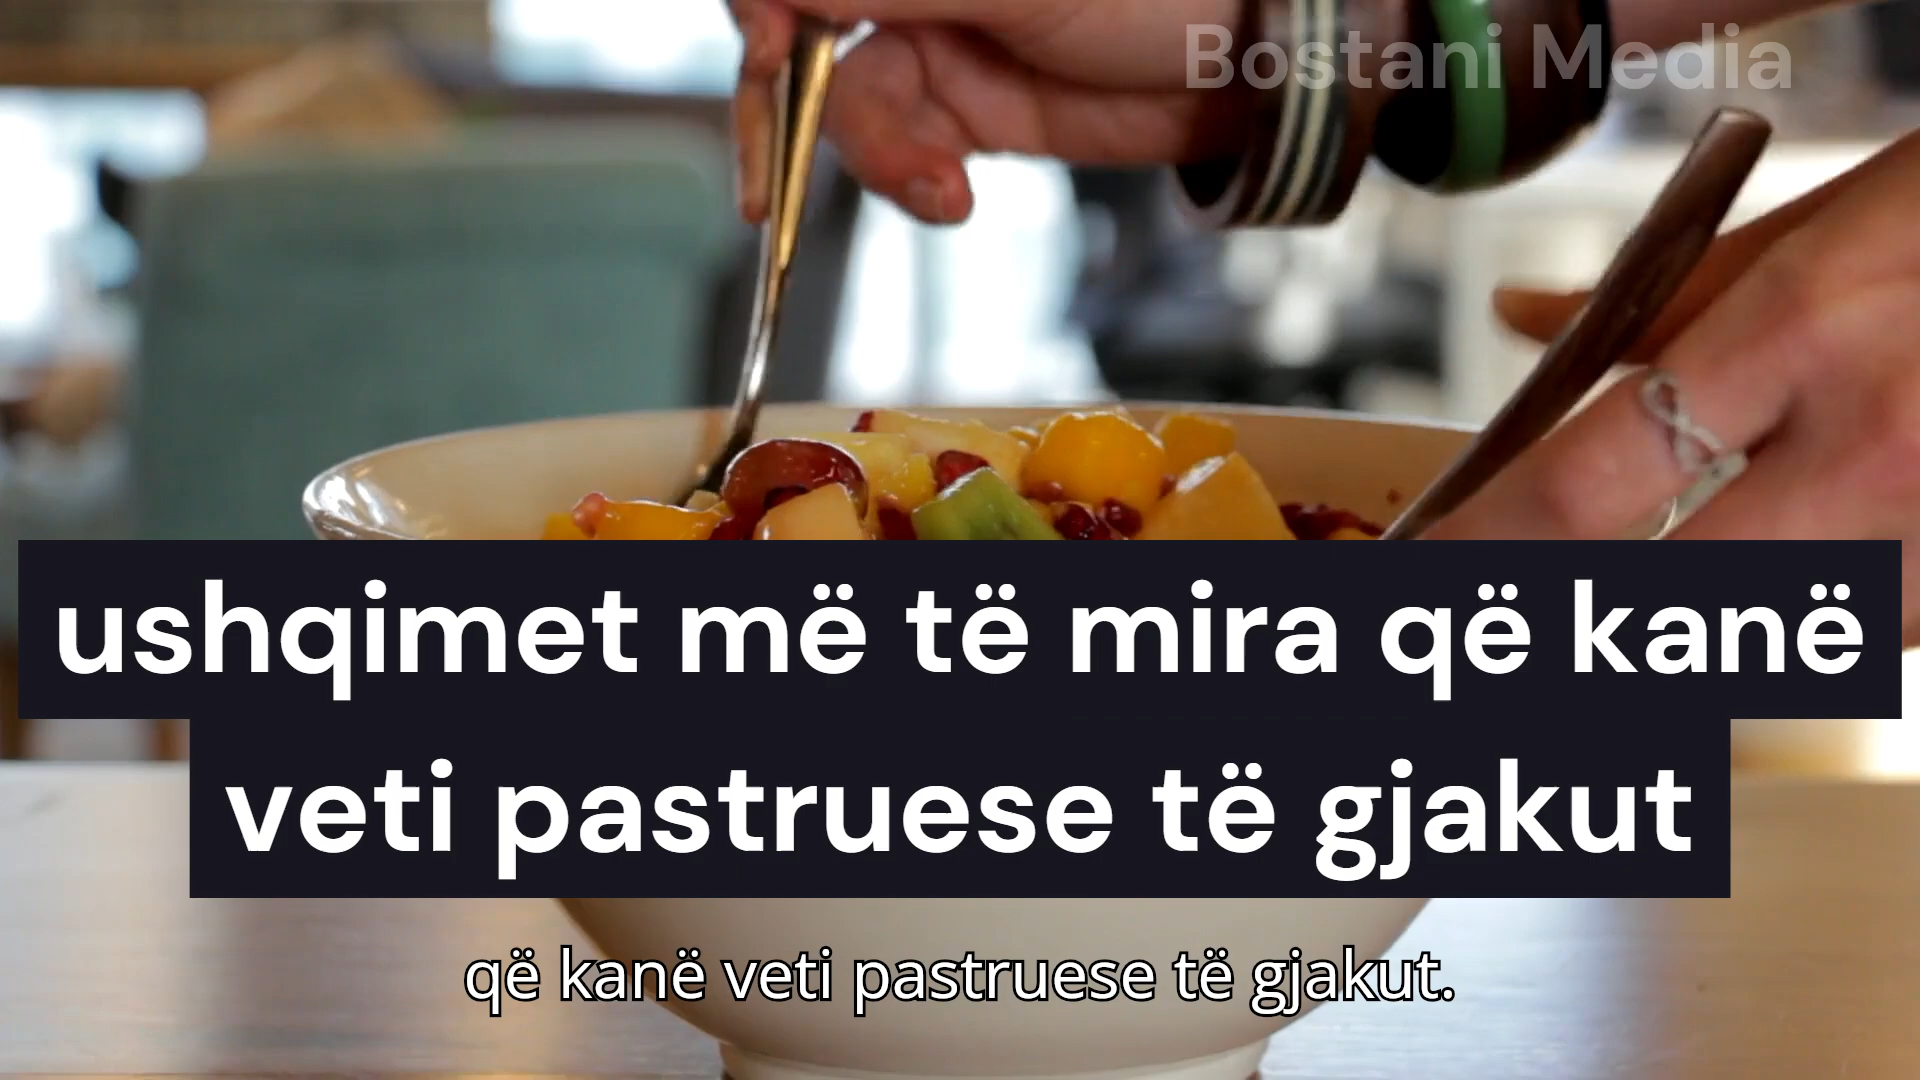 Bostani Media
ushqimet më të mira që kanë
veti pastruese të gjakut
që kanë veti pastruese të gjakut.